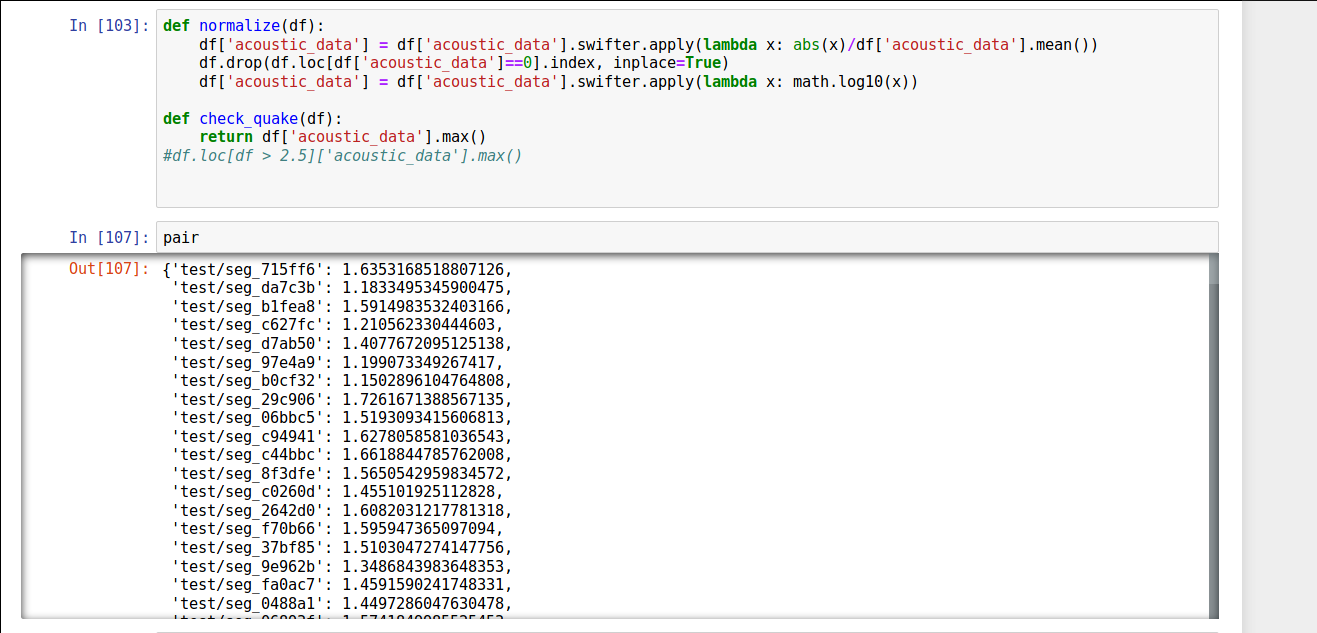 In [103]: def normalize(df):
    df['acoustic_data'] = df['acoustic_data'].swifter.apply(lambda x: abs(x)/df['acoustic_data'].mean())
    df.drop(df.loc[df['acoustic_data']==0].index, inplace=True)
    df['acoustic_data'] = df['acoustic_data'].swifter.apply(lambda x: math.log10(x))
def check_quake(df):
    return df['acoustic_data'].max()
#df.loc[df > 2.5]['acoustic_data'].max()
In [107]: pair
Out[107]: {'test/seg_715ff6': 1.6353168518807126,
 'test/seg_da7c3b': 1.1833495345900475,
 'test/seg_b1fea8': 1.5914983532403166,
 'test/seg_c627fc': 1.210562330444603,
 'test/seg_d7ab50': 1.4077672095125138,
 'test/seg_97e4a9': 1.199073349267417,
 'test/seg_b0cf32': 1.1502896104764808,
 'test/seg_29c906': 1.7261671388567135,
 'test/seg_06bbc5': 1.5193093415606813,
 'test/seg_c94941': 1.6278058581036543,
 'test/seg_c44bbc': 1.6618844785762008,
 'test/seg_8f3dfe': 1.5650542959834572,
 'test/seg_c0260d': 1.455101925112828,
 'test/seg_2642d0': 1.6082031217781318,
 'test/seg_f70b66': 1.595947365097094,
 'test/seg_37bf85': 1.5103047274147756,
 'test/seg_9e962b': 1.3486843983648353,
 'test/seg_fa0ac7': 1.4591590241748331,
 'test/seg_0488a1': 1.4497286047630478,